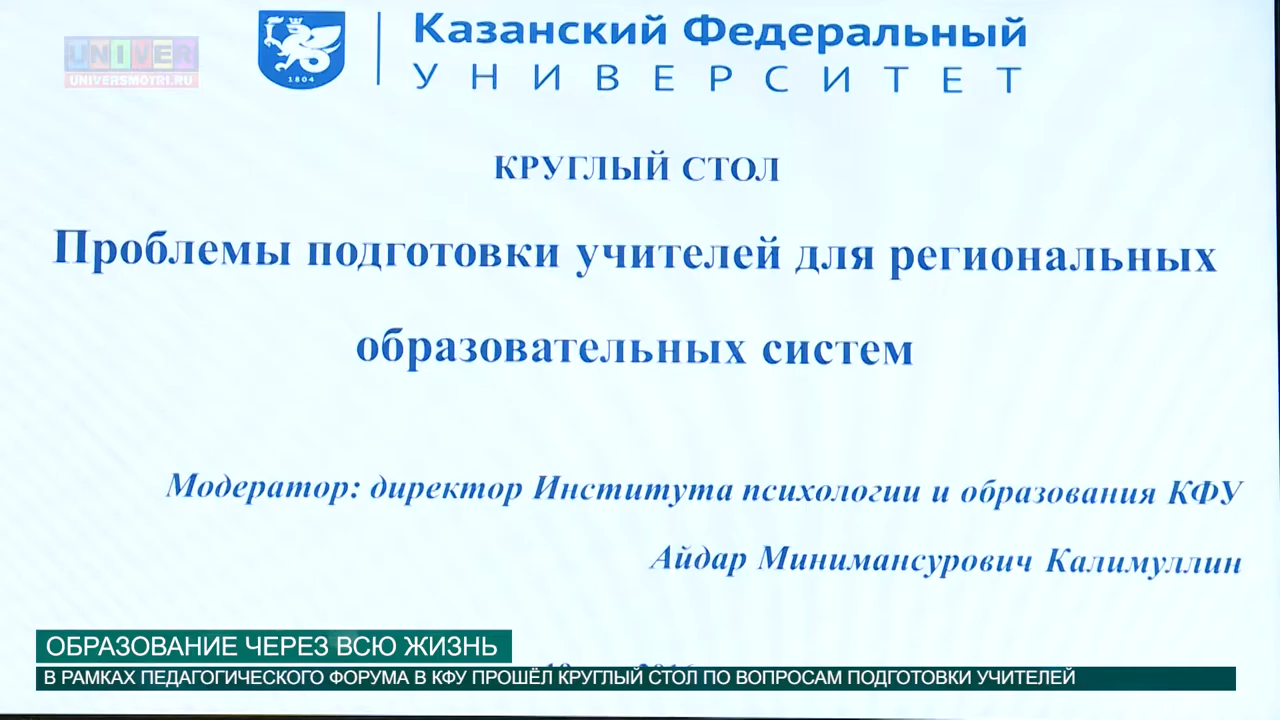 UNIVER
UNIVERSMOTRI.RU
1804
Казанский Федеральный
УНИВЕРСИТЕТ
КРУГЛЫЙ СТОЛ
Проблемы подготовки учителей для региональных
образовательных систем
Модератор: директор Института психологии и образования КФУ
Айдар Минимансурович Калимуллин
ОБРАЗОВАНИЕ ЧЕРЕЗ ВСЮ ЖИЗНЬ
В РАМКАХ ПЕДАГОГИЧЕСКОГО ФОРУМА В КФУ ПРОШЁЛ КРУГЛЫЙ СТОЛ ПО ВОПРОСАМ ПОДГОТОВКИ УЧИТЕЛЕЙ